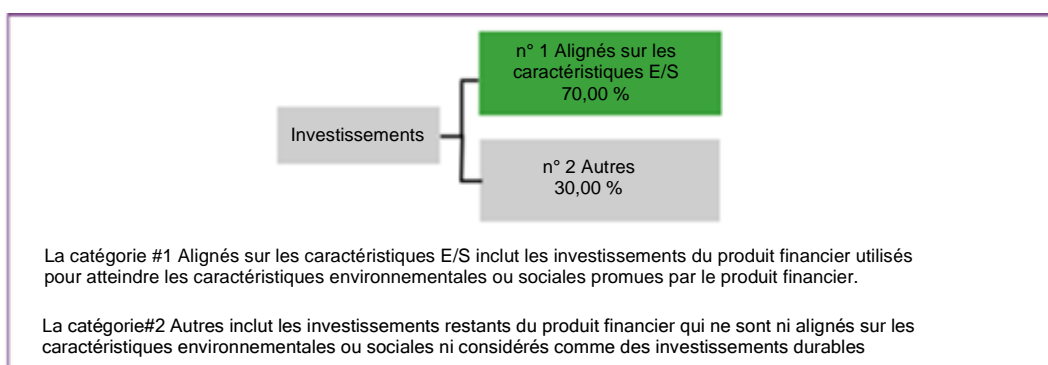 n° 1 Alignés sur les
caractéristiques E/S
70,00 %
Investissements
n° 2 Autres
30,00 %
La catégorie #1 Alignés sur les caractéristiques E/S inclut les investissements du produit financier utilisés
pour atteindre les caractéristiques environnementales ou sociales promues par le produit financier.
La catégorie#2 Autres inclut les investissements restants du produit financier qui ne sont ni alignés sur les
caractéristiques environnementales ou sociales ni considérés comme des investissements durables